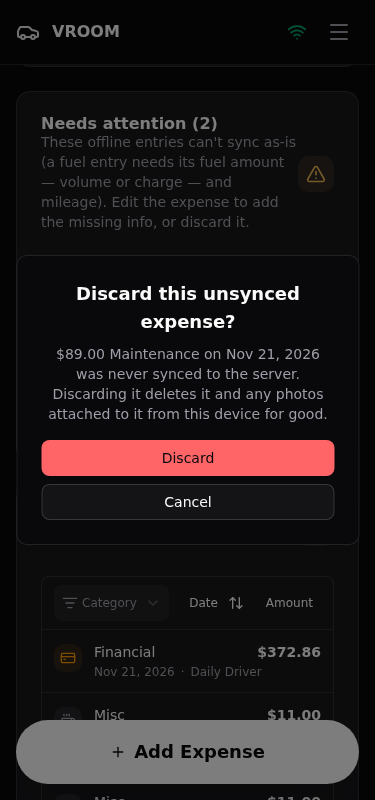 VROOM
Needs attention (2)
These offline entries can't sync as-is
(a fuel entry needs its fuel amount
— volume or charge — and
mileage). Edit the expense to add
the missing info, or discard it.
Discard this unsynced
expense?
$89.00 Maintenance on Nov 21, 2026
was never synced to the server.
Discarding it deletes it and any photos
attached to it from this device for good.
Discard
Cancel
Category Date Amount
Financial $372.86
Nov 21, 2026 · Daily Driver
Misc $11.00
+ Add Expense
Misc $11.00